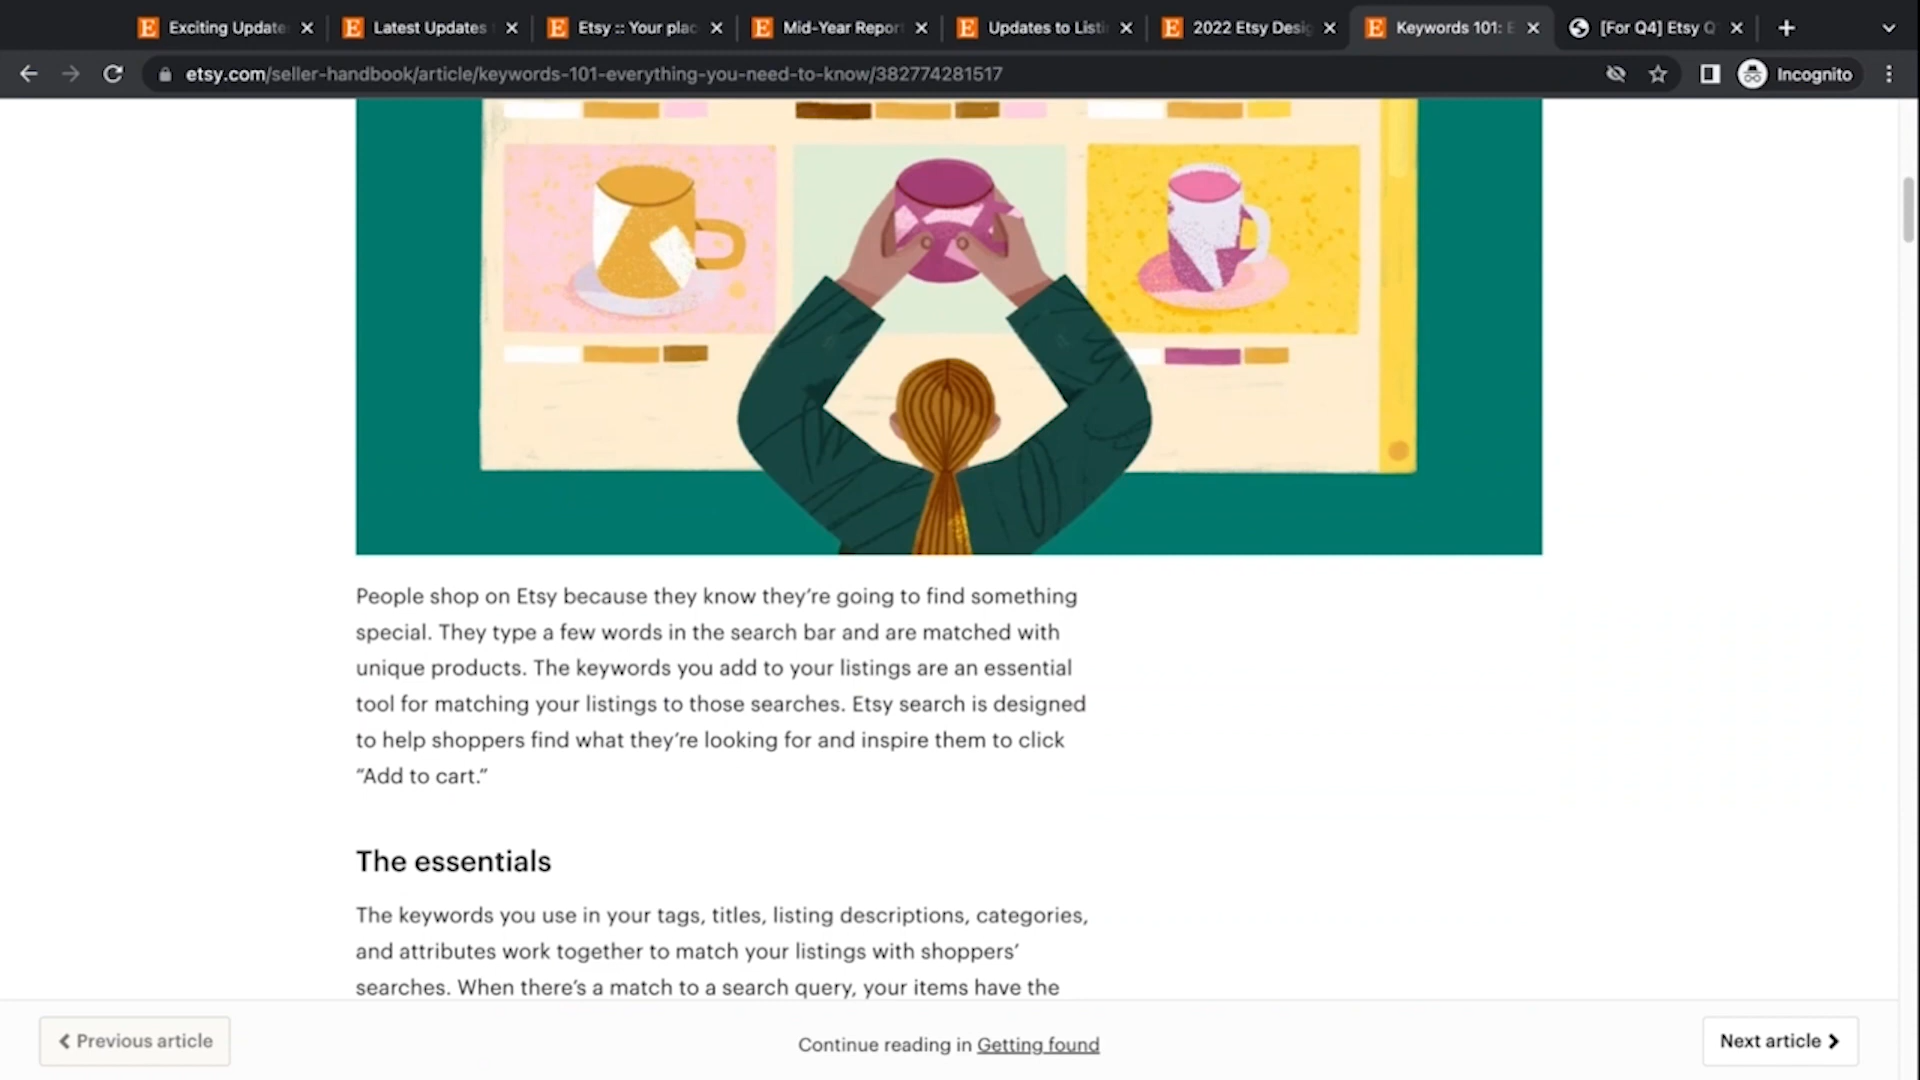 Exciting Update
Latest Updates
Etsy :: Your plac
Mid-Year Repor
Updates to Listi
2022 Etsy Desig
Keywords 101: E
[For Q4] Etsy Q
etsy.com/seller-handbook/article/keywords-101-everything-you-need-to-know/382774281517
Incognito
People shop on Etsy because they know they’re going to find something
special. They type a few words in the search bar and are matched with
unique products. The keywords you add to your listings are an essential
tool for matching your listings to those searches. Etsy search is designed
to help shoppers find what they’re looking for and inspire them to click
“Add to cart.”
The essentials
The keywords you use in your tags, titles, listing descriptions, categories,
and attributes work together to match your listings with shoppers’
searches. When there’s a match to a search query, your items have the
Previous article
Continue reading in Getting found
Next article